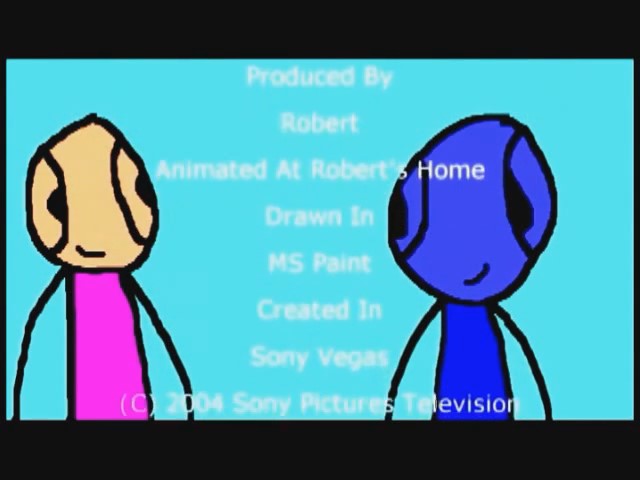 Produced By
Robert
Animated At Robert's Home
Drawn In
MS Paint
Created In
Sony Vegas
(C) 2004 Sony Pictures Television